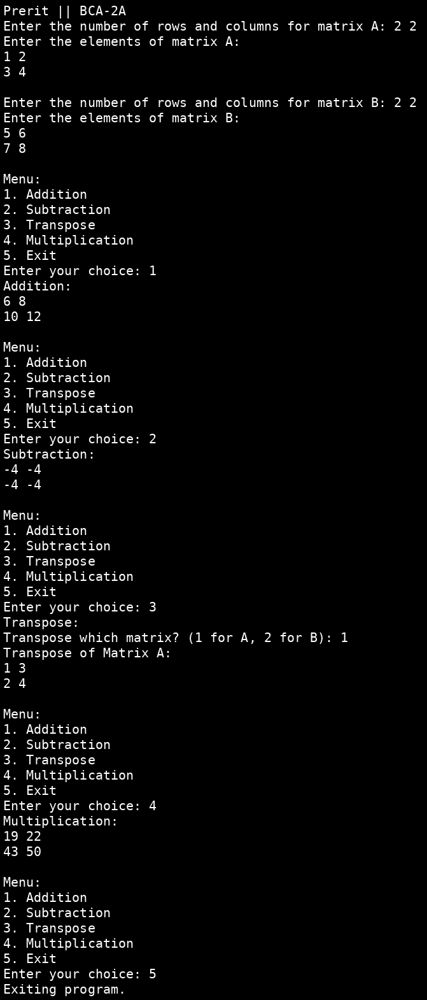 Prerit || BCA-2A
Enter the number of rows and columns for matrix A: 2 2
Enter the elements of matrix A:
1 2
3 4
Enter the number of rows and columns for matrix B: 2 2
Enter the elements of matrix B:
5 6
7 8
Menu:
1. Addition
2. Subtraction
3. Transpose
4. Multiplication
5. Exit
Enter your choice: 1
Addition:
6 8
10 12
Menu:
1. Addition
2. Subtraction
3. Transpose
4. Multiplication
5. Exit
Enter your choice: 2
Subtraction:
-4 -4
-4 -4
Menu:
1. Addition
2. Subtraction
3. Transpose
4. Multiplication
5. Exit
Enter your choice: 3
Transpose:
Transpose which matrix? (1 for A, 2 for B): 1
Transpose of Matrix A:
1 3
2 4
Menu:
1. Addition
2. Subtraction
3. Transpose
4. Multiplication
5. Exit
Enter your choice: 4
Multiplication:
19 22
43 50
Menu:
1. Addition
2. Subtraction
3. Transpose
4. Multiplication
5. Exit
Enter your choice: 5
Exiting program.